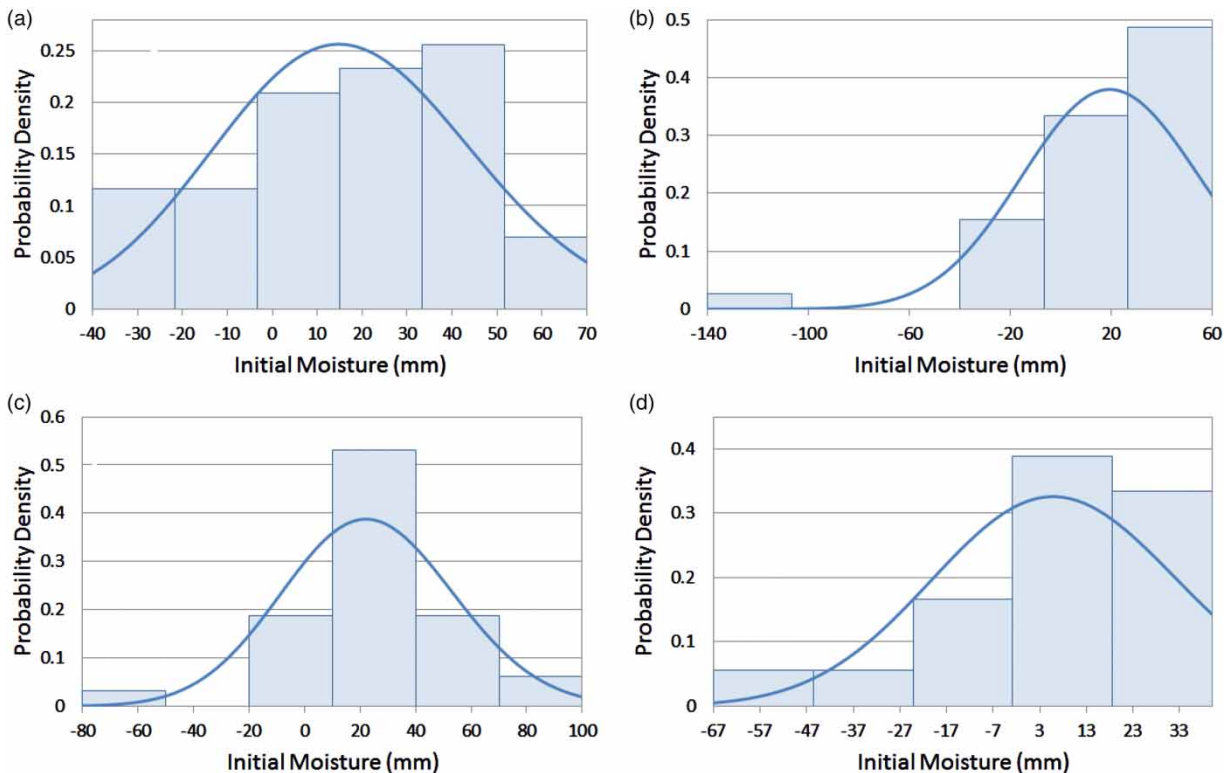 (a)
Probability Density
0.25
0.2
0.15
0.1
0.05
0
-40 -30 -20 -10 0 10 20 30 40 50 60 70
Initial Moisture (mm)
(b)
Probability Density
0.5
0.4
0.3
0.2
0.1
0
-140 -100 -60 -20 20 60
Initial Moisture (mm)
(c)
Probability Density
0.6
0.5
0.4
0.3
0.2
0.1
0
-80 -60 -40 -20 0 20 40 60 80 100
Initial Moisture (mm)
(d)
Probability Density
0.4
0.3
0.2
0.1
0
-67 -57 -47 -37 -27 -17 -7 3 13 23 33
Initial Moisture (mm)